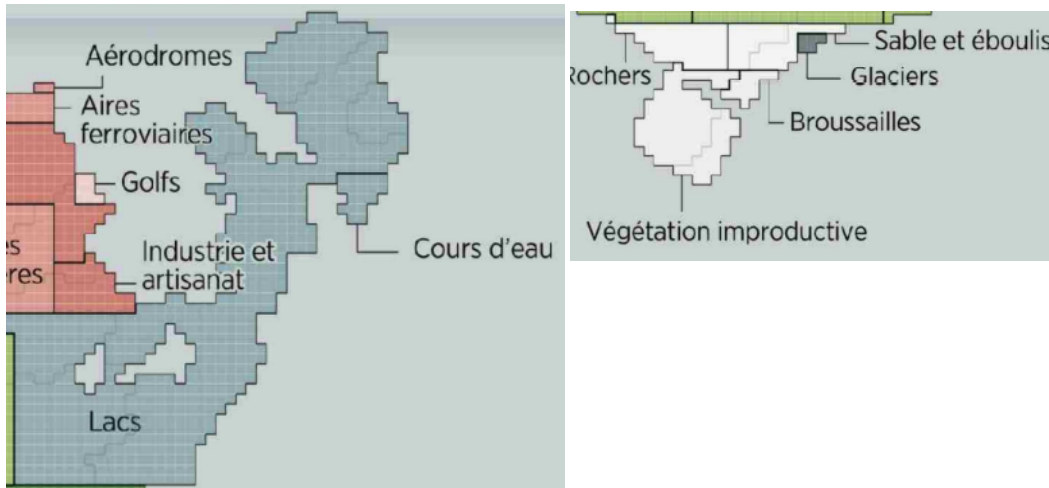 Aérodromes
Aires
ferroviaires
Golfs
Industrie et
artisanat
Cours d'eau
Lacs
Sable et éboulis
Rochers
Glaciers
Broussailles
Végétation improductive